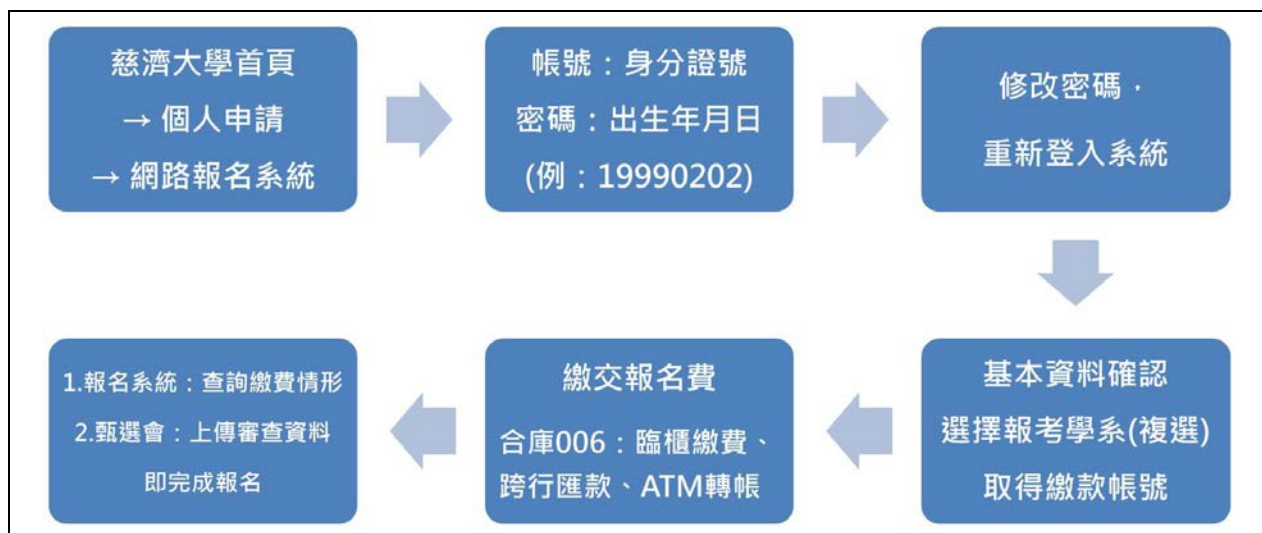 慈濟大學首頁
→ 個人申請
→ 網路報名系統
帳號：身分證號
密碼：出生年月日
(例：19990202)
修改密碼，
重新登入系統
基本資料確認
選擇報考學系(複選)
取得繳款帳號
繳交報名費
合庫006：臨櫃繳費、
跨行匯款、ATM轉帳
1.報名系統：查詢繳費情形
2.甄選會：上傳審查資料
即完成報名